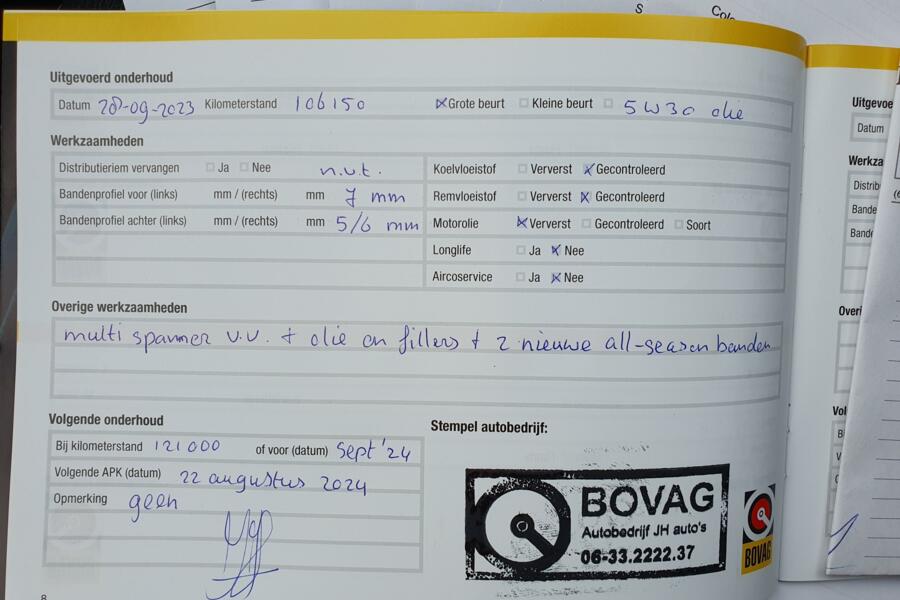 S Colo
Uitgevoerd onderhoud
Datum 28-09-2023 Kilometerstand 106150 Grote beurt Kleine beurt 5W30 olie
Werkzaamheden
Distributieriem vervangen Ja Nee n.v.t.
Bandenprofiel voor (links) mm / (rechts) mm 7 mm
Bandenprofiel achter (links) mm / (rechts) mm 5/6 mm
Koelvloeistof Ververst Gecontroleerd
Remvloeistof Ververst Gecontroleerd
Motorolie Ververst Gecontroleerd Soort
Longlife Ja Nee
Aircoservice Ja Nee
Overige werkzaamheden
multi spanner v.v. + olie en filters + 2 nieuwe all-season banden
Volgende onderhoud
Bij kilometerstand 121000 of voor (datum) Sept '24
Volgende APK (datum) 22 augustus 2024
Opmerking geen
8
Stempel autobedrijf:
BOVAG
Autobedrijf JH auto's
06-33.2222.37
BOVAG
Uitgevoe
Datum
Werkza
Distrib
Bande
Bande
Overi
Vol